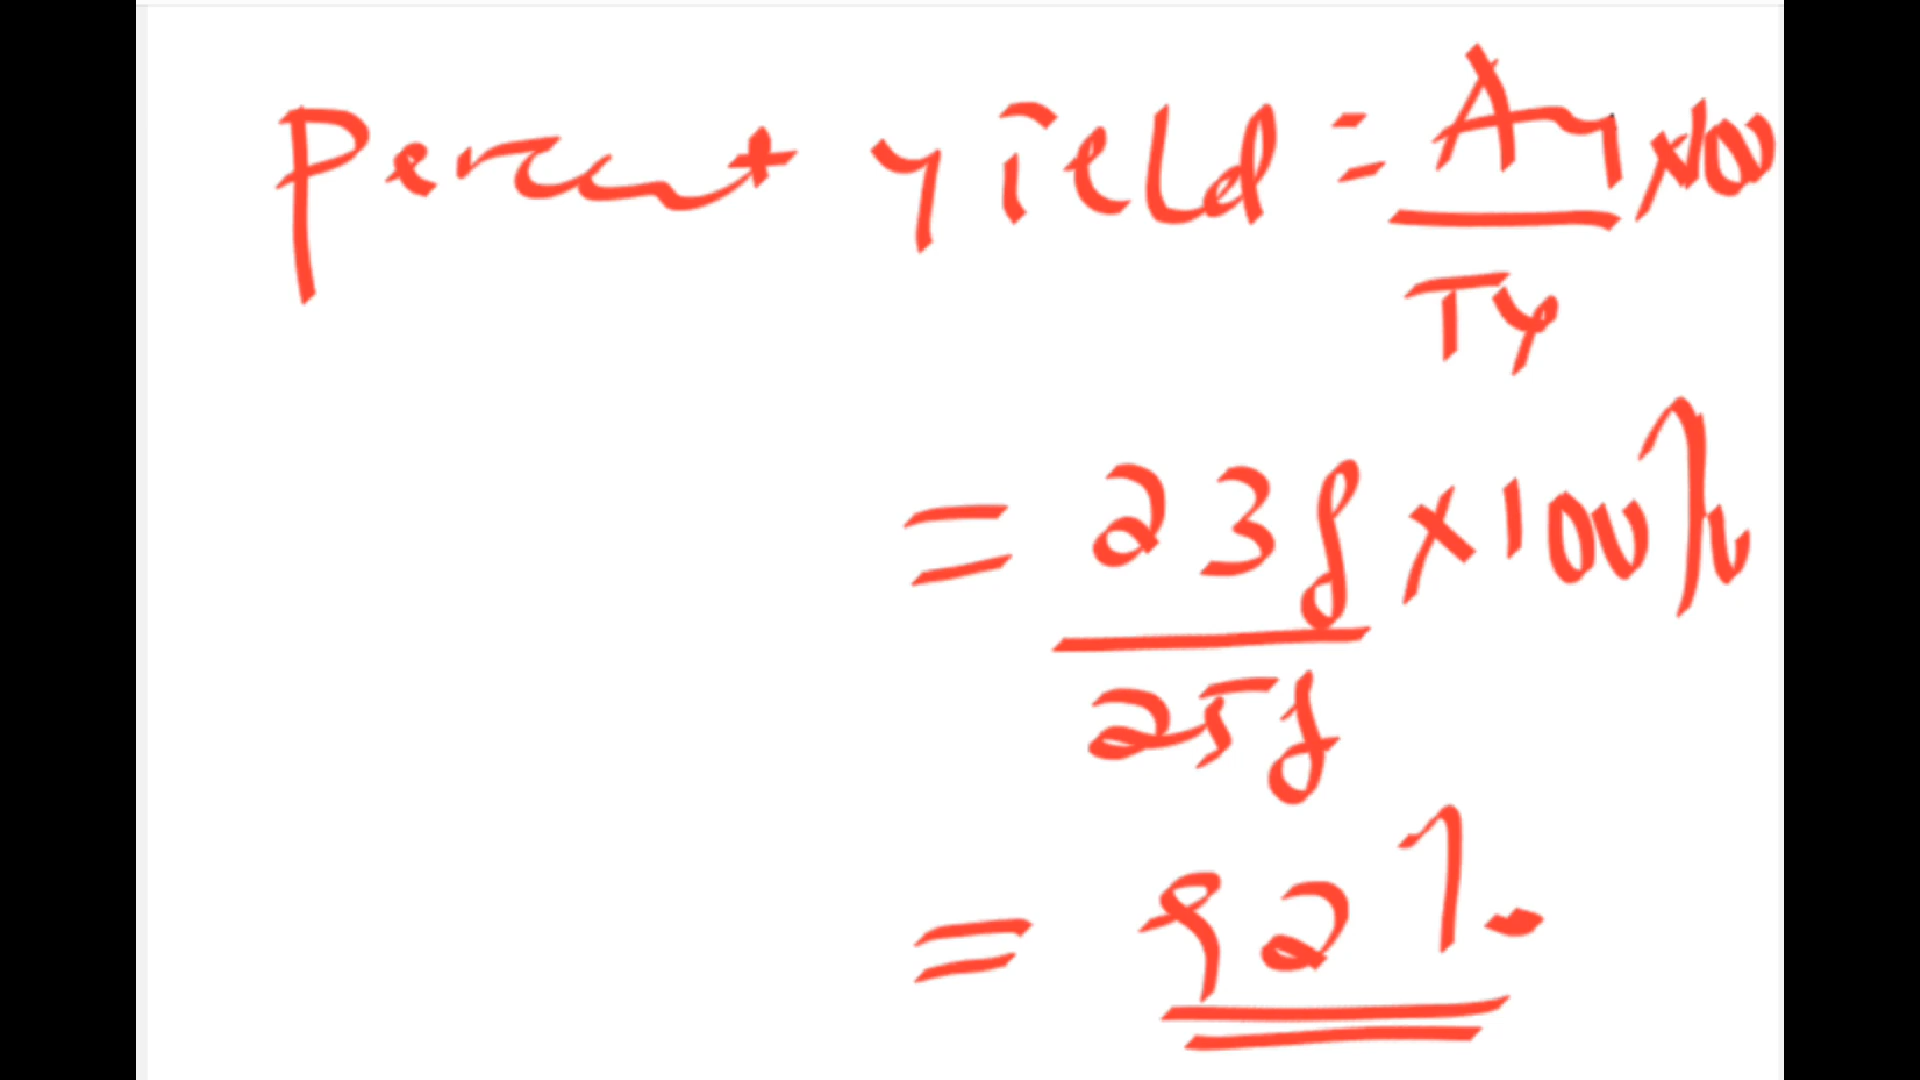 Percent yield = Ay x100
Ty
= 23g x100%
25g
= 92%